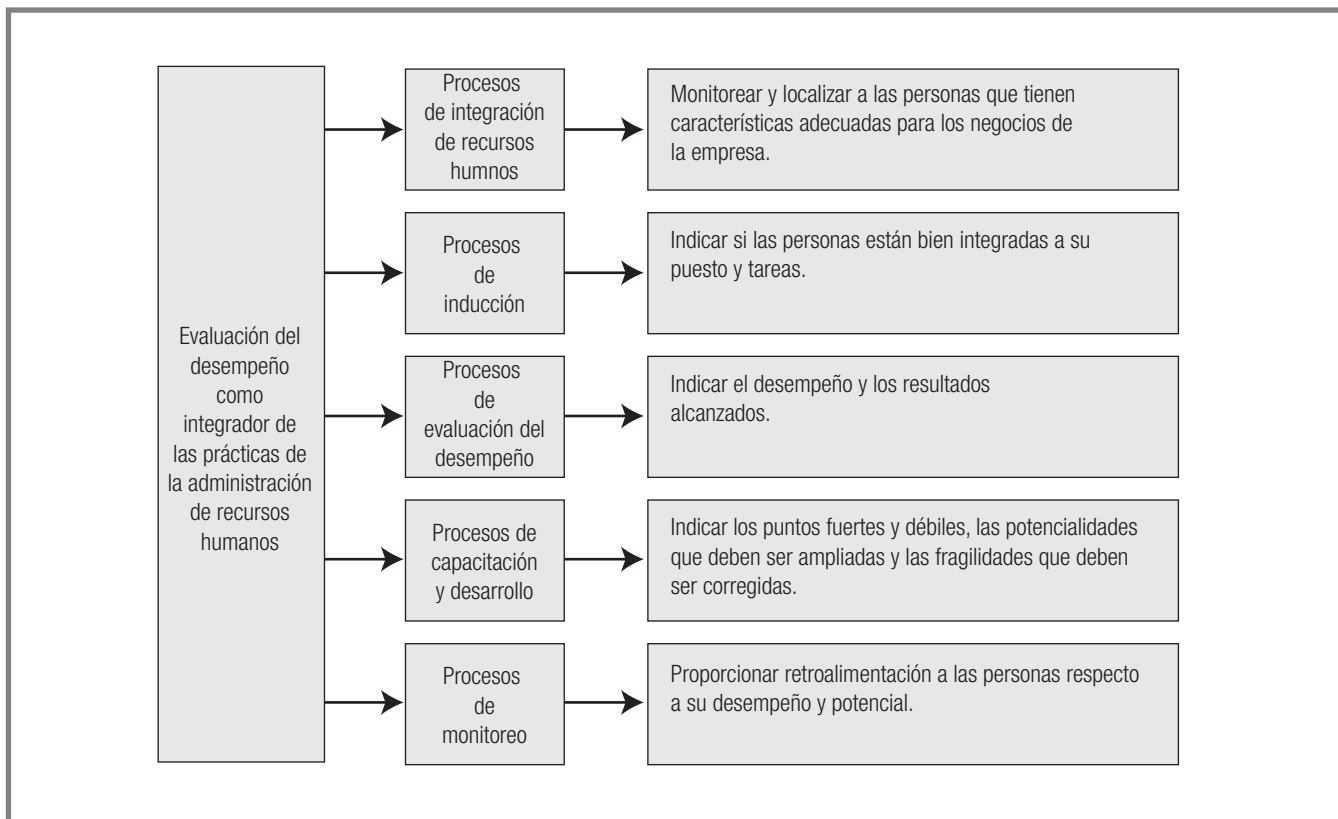 Evaluación del
desempeño
como
integrador de
las prácticas de
la administración
de recursos
humanos
Procesos
de integración
de recursos
humnos
Monitorear y localizar a las personas que tienen
características adecuadas para los negocios de
la empresa.
Procesos
de
inducción
Indicar si las personas están bien integradas a su
puesto y tareas.
Procesos
de
evaluación del
desempeño
Indicar el desempeño y los resultados
alcanzados.
Procesos de
capacitación
y desarrollo
Indicar los puntos fuertes y débiles, las potencialidades
que deben ser ampliadas y las fragilidades que deben
ser corregidas.
Procesos
de
monitoreo
Proporcionar retroalimentación a las personas respecto
a su desempeño y potencial.